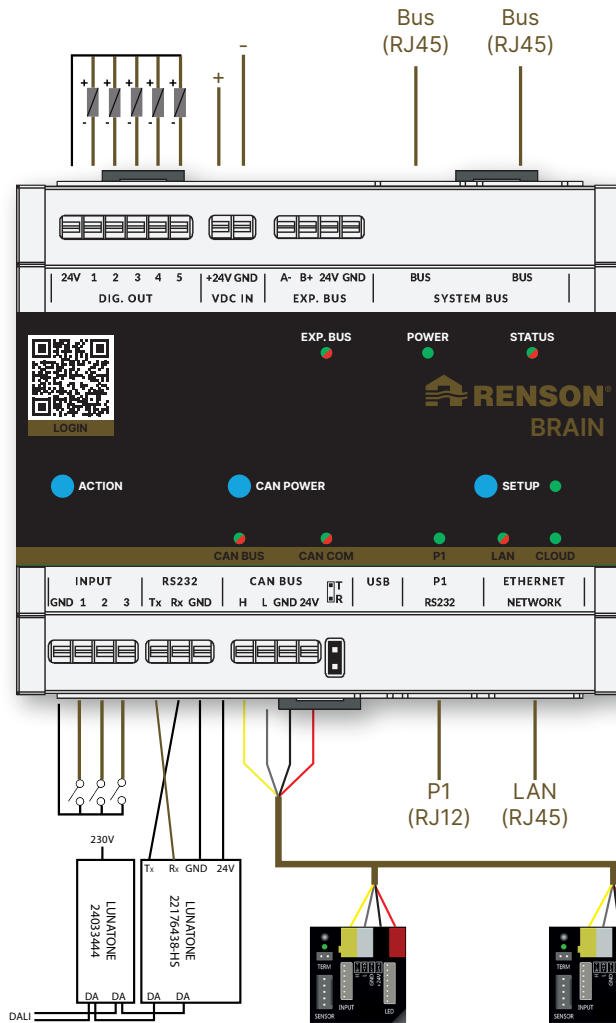 Bus Bus
(RJ45) (RJ45)
+ -
+ + + + +
- - - - -
24V 1 2 3 4 5 +24V GND A- B+ 24V GND BUS BUS
DIG. OUT VDC IN EXP. BUS SYSTEM BUS
EXP. BUS POWER STATUS
RENSON®
BRAIN
LOGIN
ACTION CAN POWER SETUP
CAN BUS CAN COM P1 LAN CLOUD
INPUT RS232 CAN BUS T USB P1 ETHERNET
GND 1 2 3 Tx Rx GND H L GND 24V R RS232 NETWORK
P1 LAN
(RJ12) (RJ45)
230V
Tx Rx GND 24V
LUNATONE
24033444
LUNATONE
22176438-HS
DA DA DA DA
DALI
TERM
SENSOR
INPUT
H
L
GND
+24V
LED
TERM
SENSOR
INPUT
H
L
GND